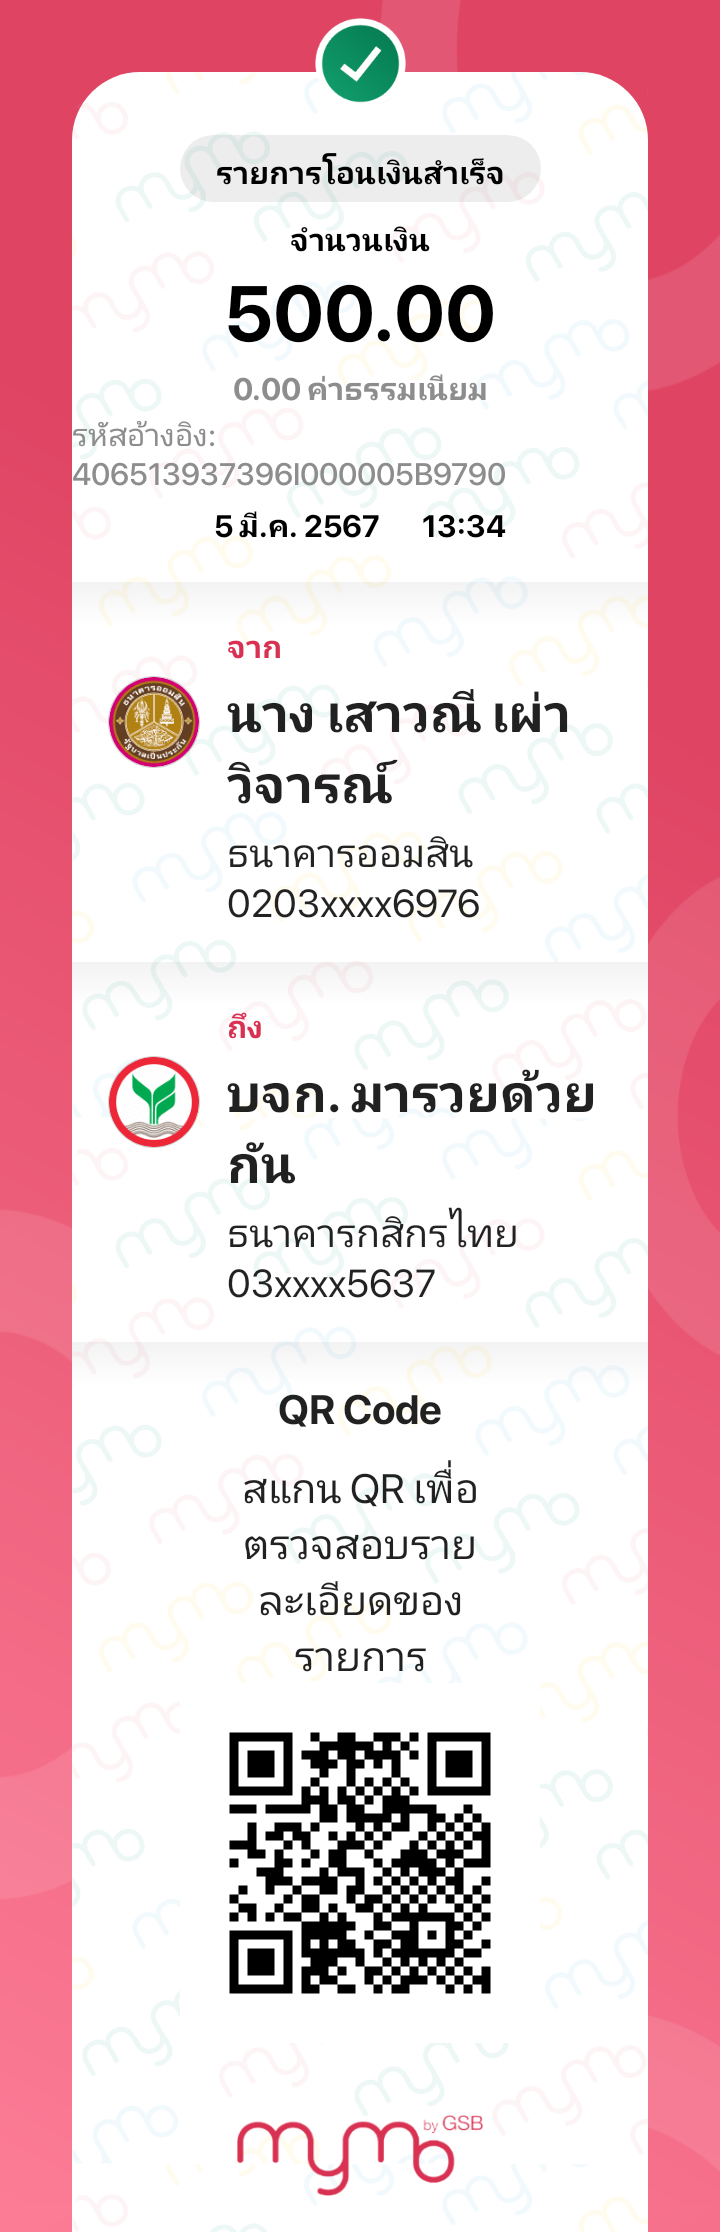 รายการโอนเงินสำเร็จ
จำนวนเงิน
500.00
0.00 ค่าธรรมเนียม
รหัสอ้างอิง:
406513937396I000005B9790
5 มี.ค. 2567 13:34
จาก
นาง เสาวณี เผ่า
วิจารณ์
ธนาคารออมสิน
0203xxxx6976
ถึง
บจก. มารวยด้วย
กัน
ธนาคารกสิกรไทย
03xxxx5637
QR Code
สแกน QR เพื่อ
ตรวจสอบราย
ละเอียดของ
รายการ
mymo by GSB